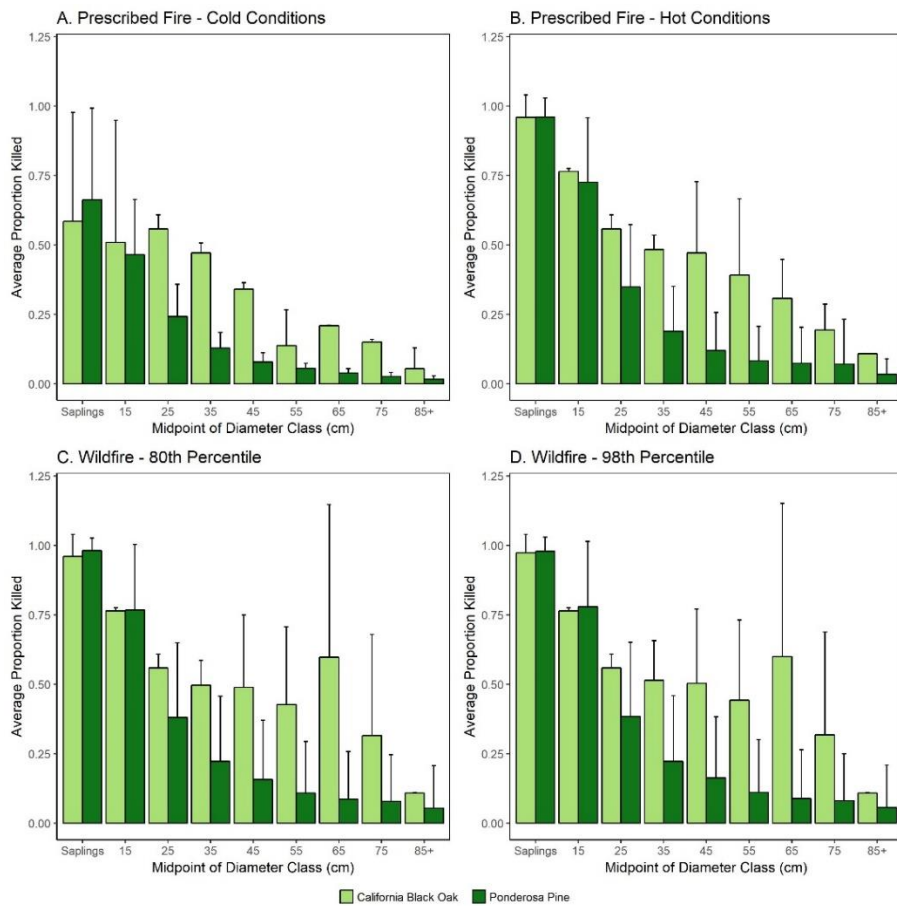 A. Prescribed Fire - Cold Conditions
Average Proportion Killed
1.25
1.00
0.75
0.50
0.25
0.00
Saplings 15 25 35 45 55 65 75 85+
Midpoint of Diameter Class (cm)
B. Prescribed Fire - Hot Conditions
Average Proportion Killed
1.25
1.00
0.75
0.50
0.25
0.00
Saplings 15 25 35 45 55 65 75 85+
Midpoint of Diameter Class (cm)
C. Wildfire - 80th Percentile
Average Proportion Killed
1.25
1.00
0.75
0.50
0.25
0.00
Saplings 15 25 35 45 55 65 75 85+
Midpoint of Diameter Class (cm)
D. Wildfire - 98th Percentile
Average Proportion Killed
1.25
1.00
0.75
0.50
0.25
0.00
Saplings 15 25 35 45 55 65 75 85+
Midpoint of Diameter Class (cm)
California Black Oak Ponderosa Pine